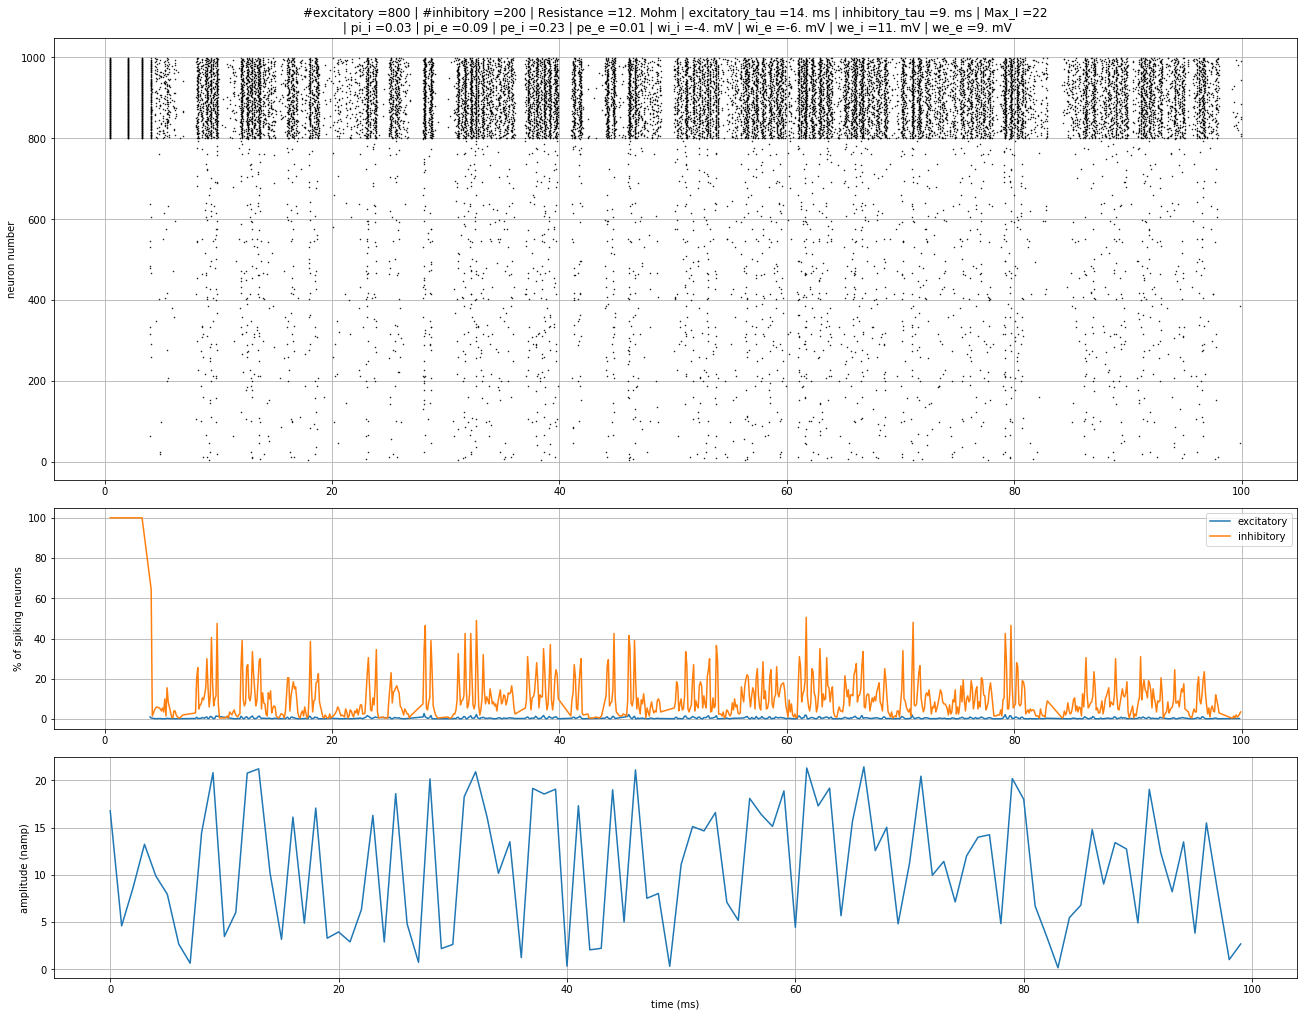 #excitatory =800 | #inhibitory =200 | Resistance =12. Mohm | excitatory_tau =14. ms | inhibitory_tau =9. ms | Max_I =22
| pi_i =0.03 | pi_e =0.09 | pe_i =0.23 | pe_e =0.01 | wi_i =-4. mV | wi_e =-6. mV | we_i =11. mV | we_e =9. mV
1000
800
600
400
200
0
neuron number
0 20 40 60 80 100
100
80
60
40
20
0
% of spiking neurons
excitatory
inhibitory
0 20 40 60 80 100
20
15
10
5
0
amplitude (namp)
0 20 40 60 80 100
time (ms)